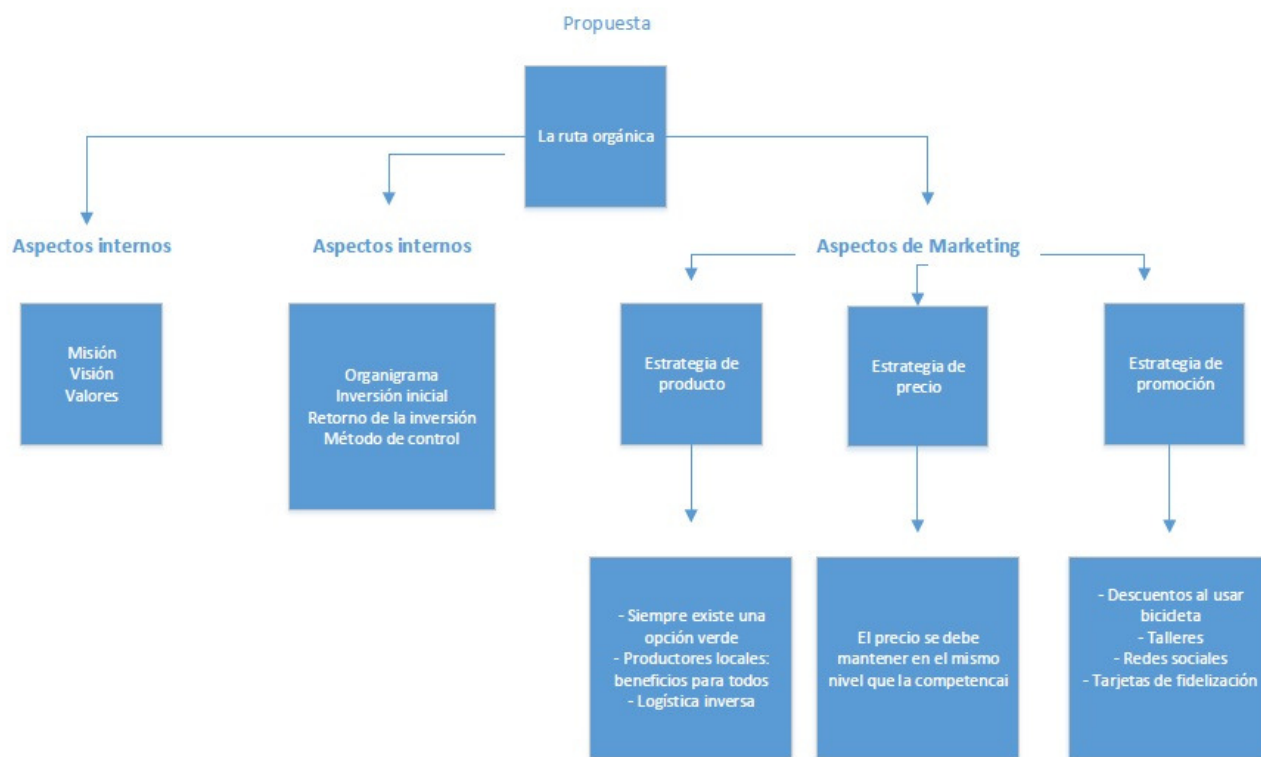 Propuesta
La ruta orgánica
Aspectos internos
Aspectos internos
Aspectos de Marketing
Misión
Visión
Valores
Organigrama
Inversión inicial
Retorno de la inversión
Método de control
Estrategia de
producto
Estrategia de
precio
Estrategia de
promoción
- Siempre existe una
opción verde
- Productores locales:
beneficios para todos
- Logística inversa
El precio se debe
mantener en el mismo
nivel que la competencai
- Descuentos al usar
bicicleta
- Talleres
- Redes sociales
- Tarjetas de fidelización